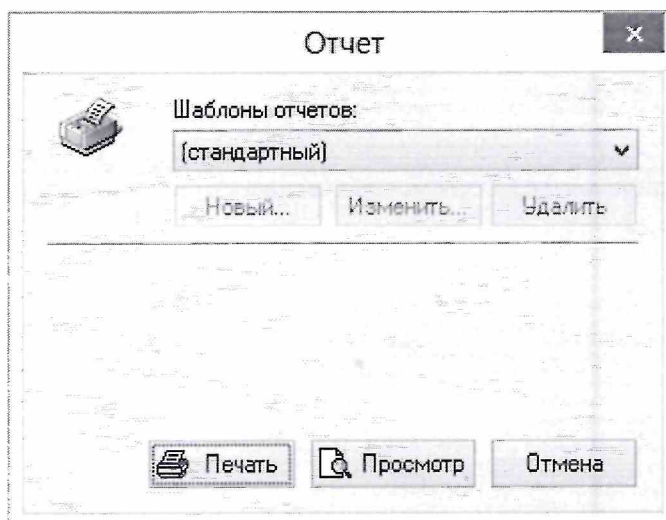 Отчет
Шаблоны отчетов:
(стандартный)
Новый... Изменить... Удалить
Печать Просмотр Отмена